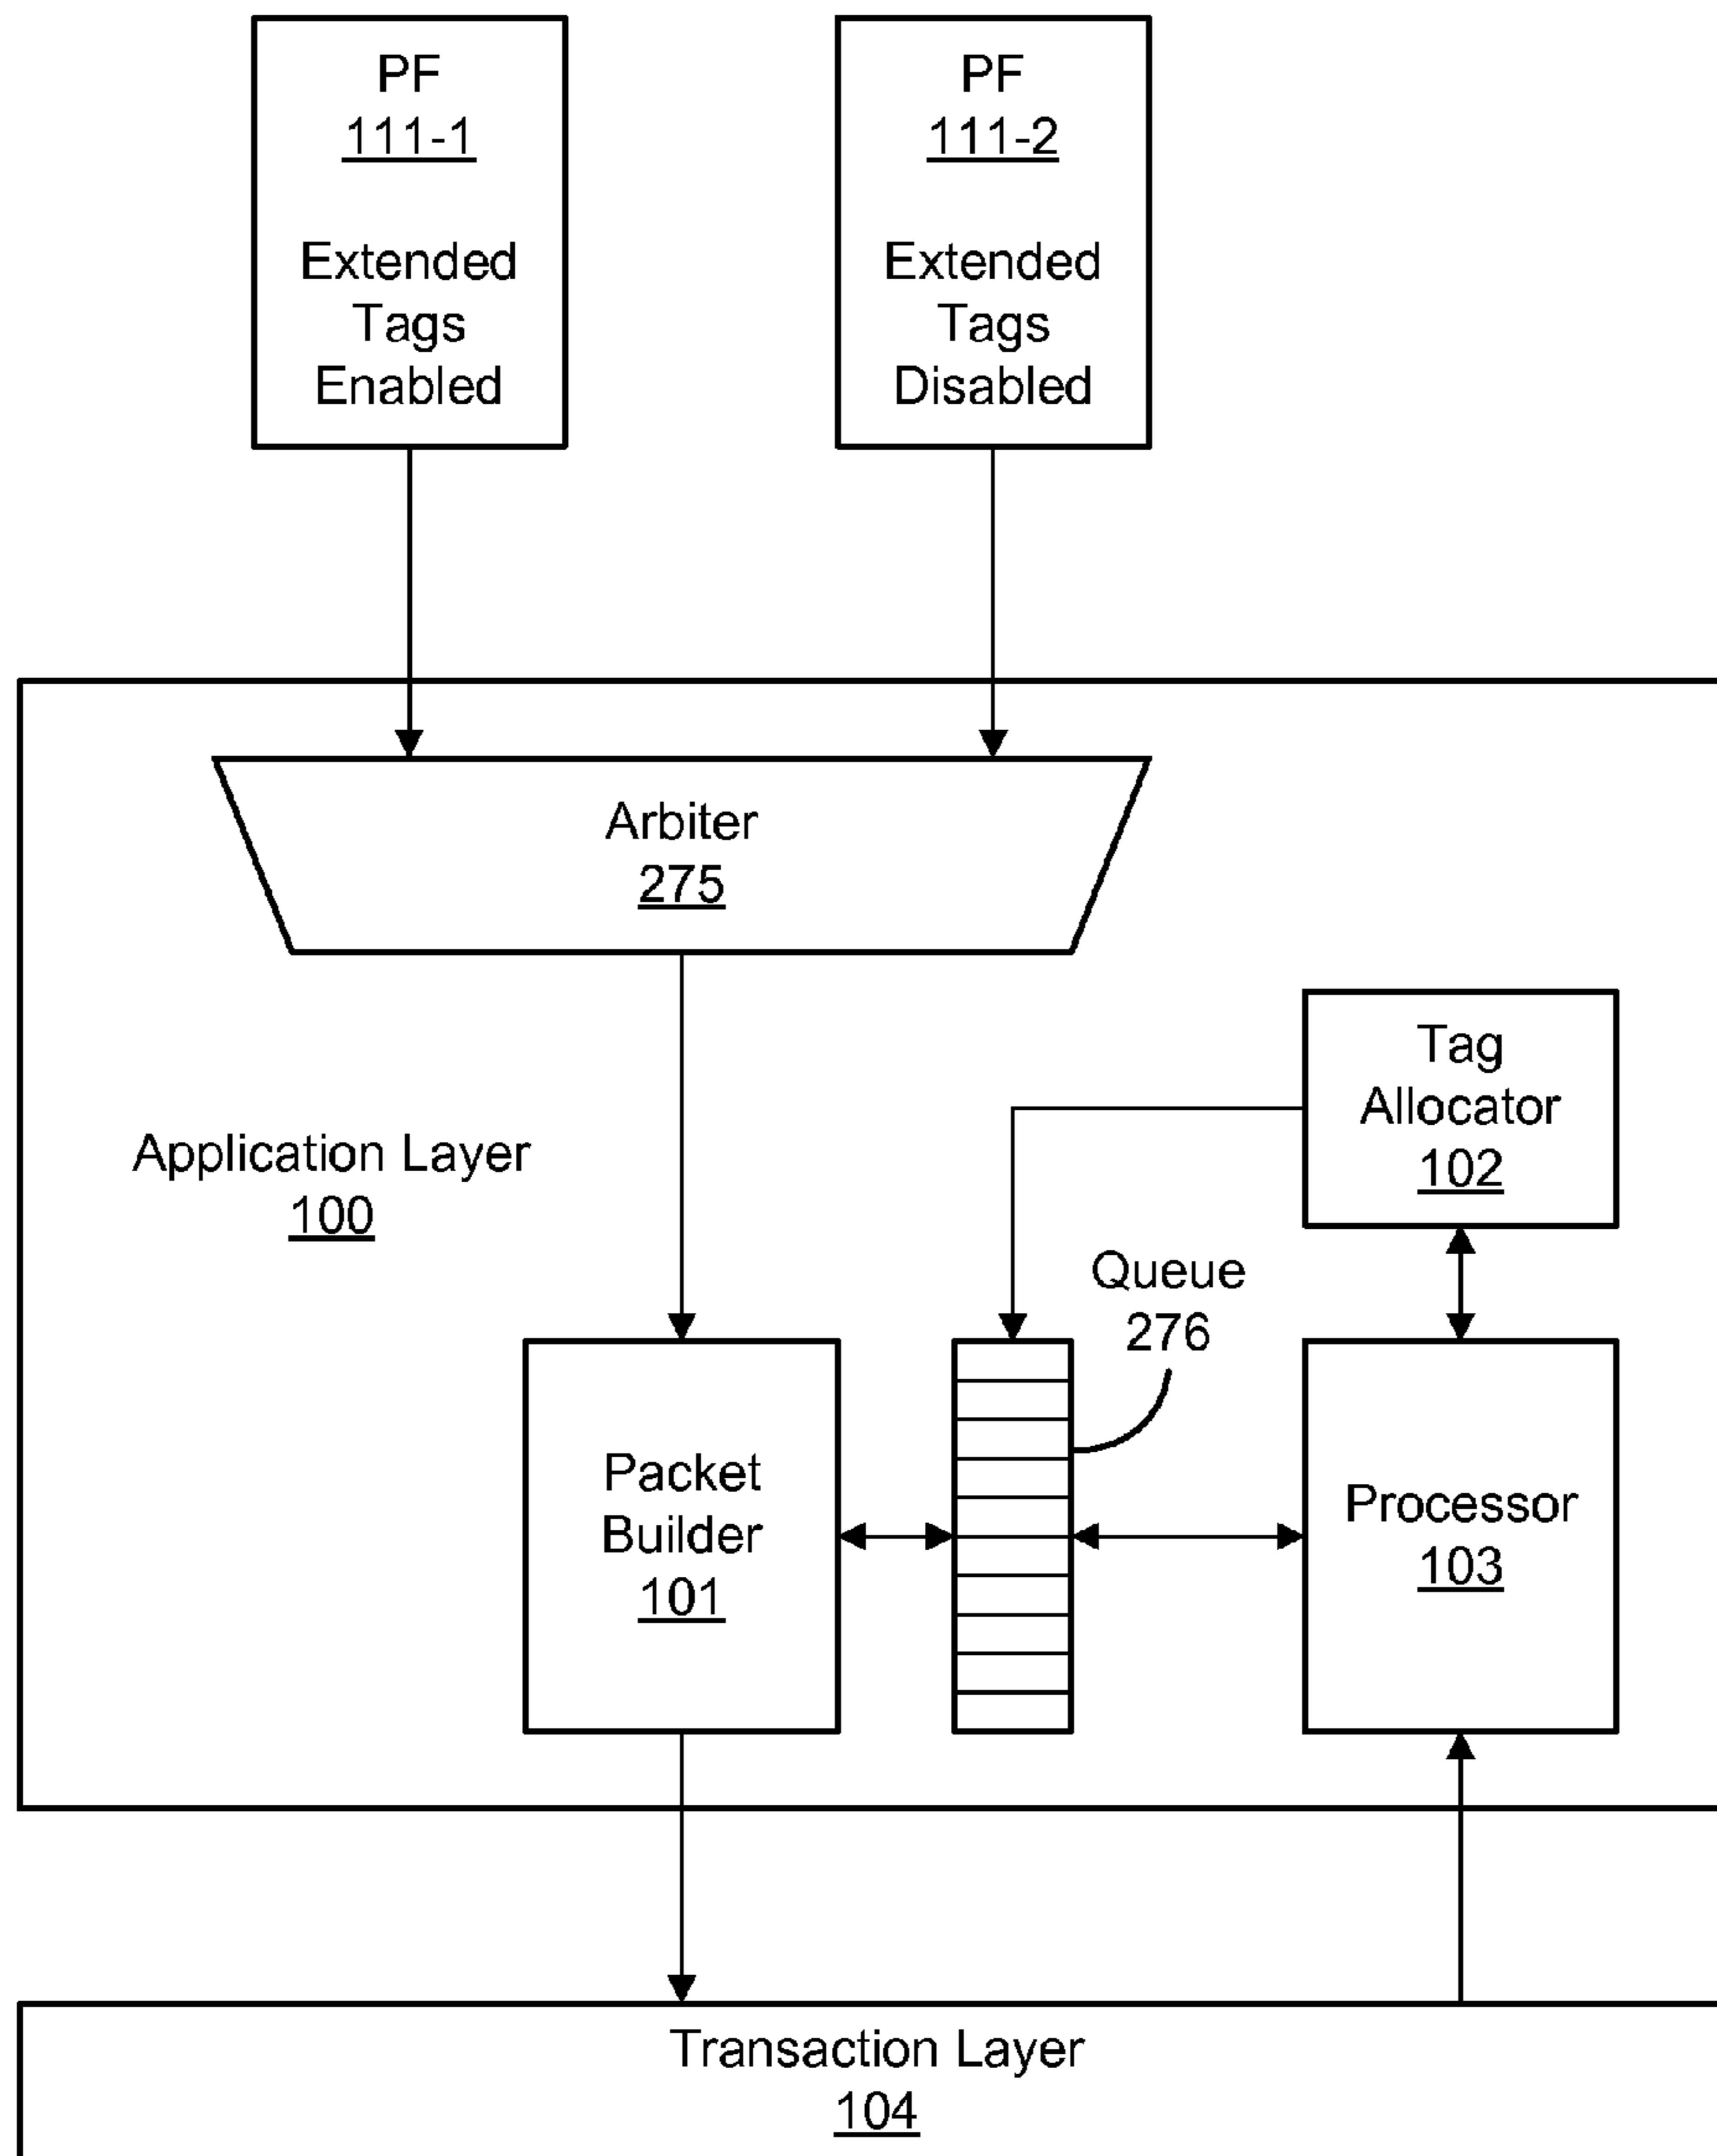 PF
111-1
Extended
Tags
Enabled
PF
111-2
Extended
Tags
Disabled
Arbiter
275
Tag
Allocator
102
Application Layer
100
Queue
276
Packet
Builder
101
Processor
103
Transaction Layer
104